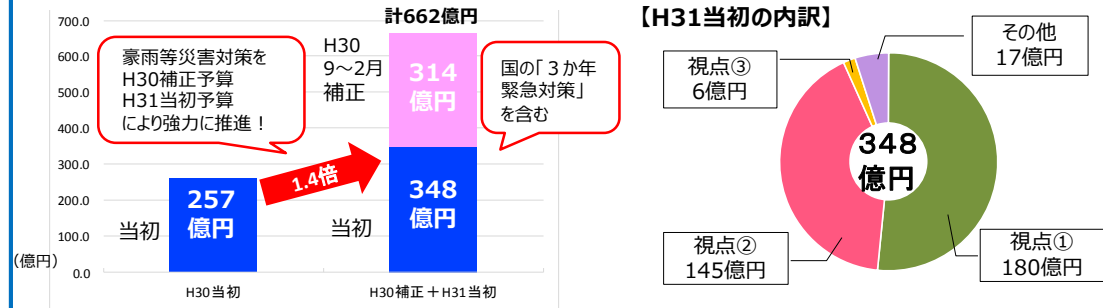 計662億円
700.0
600.0
500.0
400.0
300.0
200.0
100.0
0.0
(億円)
豪雨等災害対策を
H30補正予算
H31当初予算
により強力に推進！
H30
9～2月
補正
314
億円
国の「３か年
緊急対策」
を含む
1.4倍
当初
257
億円
当初
348
億円
H30当初
H30補正＋H31当初
【H31当初の内訳】
その他
17億円
視点③
6億円
348
億円
視点②
145億円
視点①
180億円